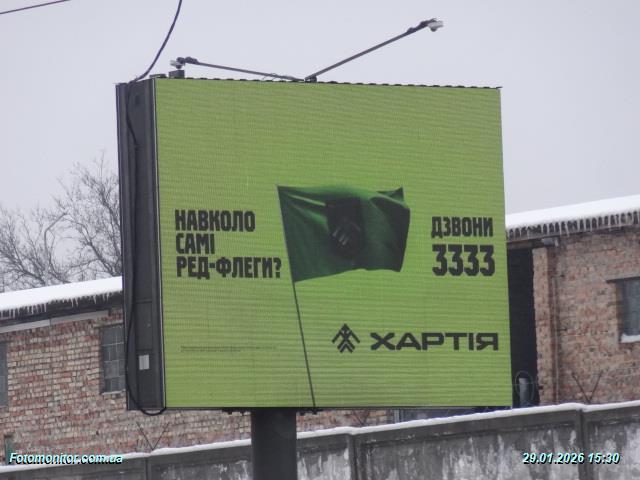 НАВКОЛО
САМІ
РЕД-ФЛЕГИ?
ДЗВОНИ
3333
ХАРТІЯ
Fotomonitor.com.ua
29.01.2026 15:30